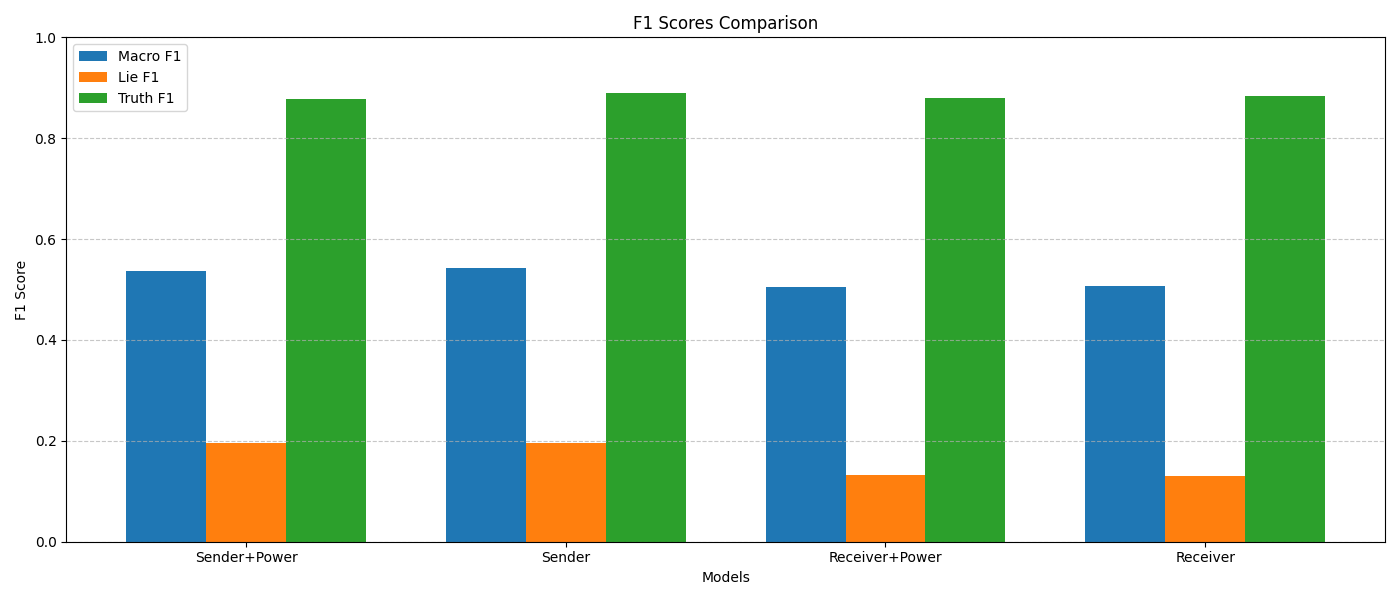 F1 Scores Comparison
Macro F1
Lie F1
Truth F1
1.0
0.8
0.6
0.4
0.2
0.0
F1 Score
Sender+Power Sender Receiver+Power Receiver
Models